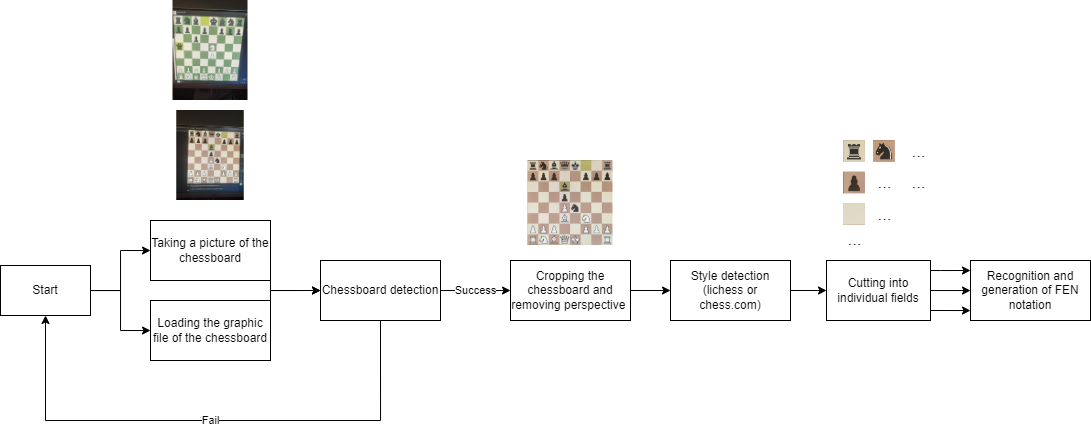 Start
Taking a picture of the
chessboard
Loading the graphic
file of the chessboard
Chessboard detection
Success
Fail
Cropping the
chessboard and
removing perspective
Style detection
(lichess or
chess.com)
...
... ...
...
...
Cutting into
individual fields
Recognition and
generation of FEN
notation